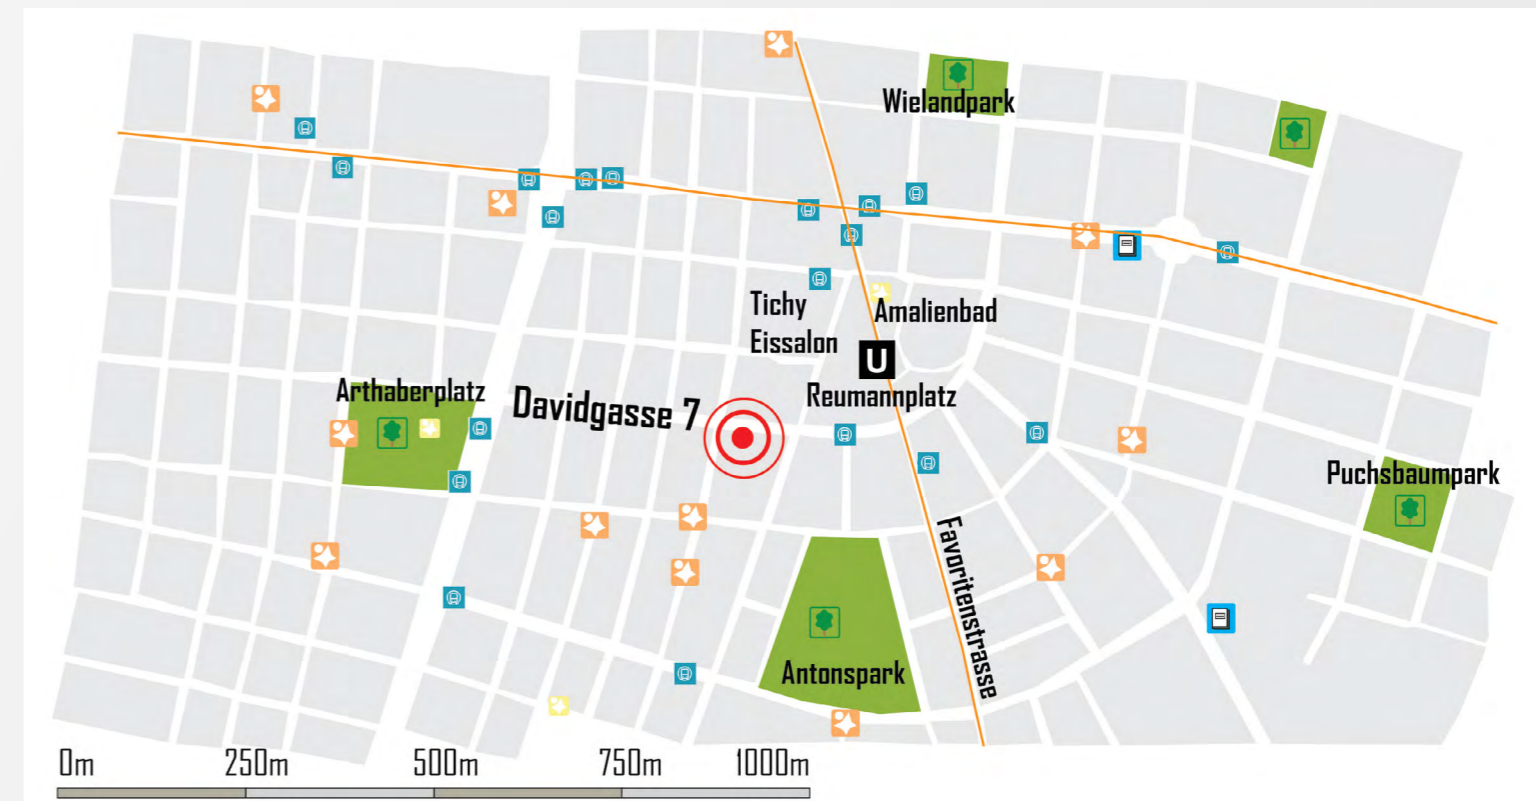 Wielandpark
Tichy
Eissalon
Amalienbad
U
Arthaberplatz
Davidgasse 7
Reumannplatz
Puchsbaumpark
Favoritenstrasse
Antonspark
0m 250m 500m 750m 1000m